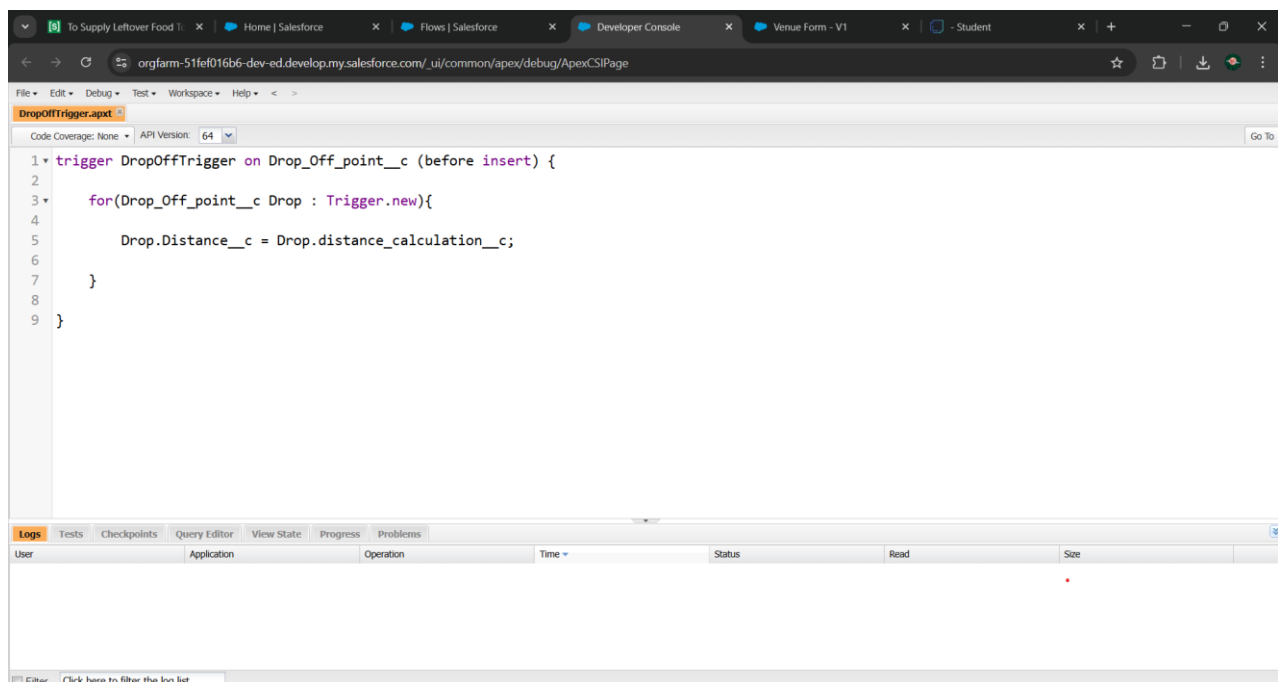 To Supply Leftover Food T
Home | Salesforce
Flows | Salesforce
Developer Console
Venue Form - V1
- Student
orgfarm-51fef016b6-dev-ed.develop.my.salesforce.com/_ui/common/apex/debug/ApexCSIPage
File Edit Debug Test Workspace Help < >
DropOffTrigger.apxt
Code Coverage: None API Version: 64 Go To
1 trigger DropOffTrigger on Drop_Off_point__c (before insert) {
2
3 for(Drop_Off_point__c Drop : Trigger.new){
4
5 Drop.Distance__c = Drop.distance_calculation__c;
6
7 }
8
9 }
Logs Tests Checkpoints Query Editor View State Progress Problems
User Application Operation Time Status Read Size
Filter Click here to filter the log list